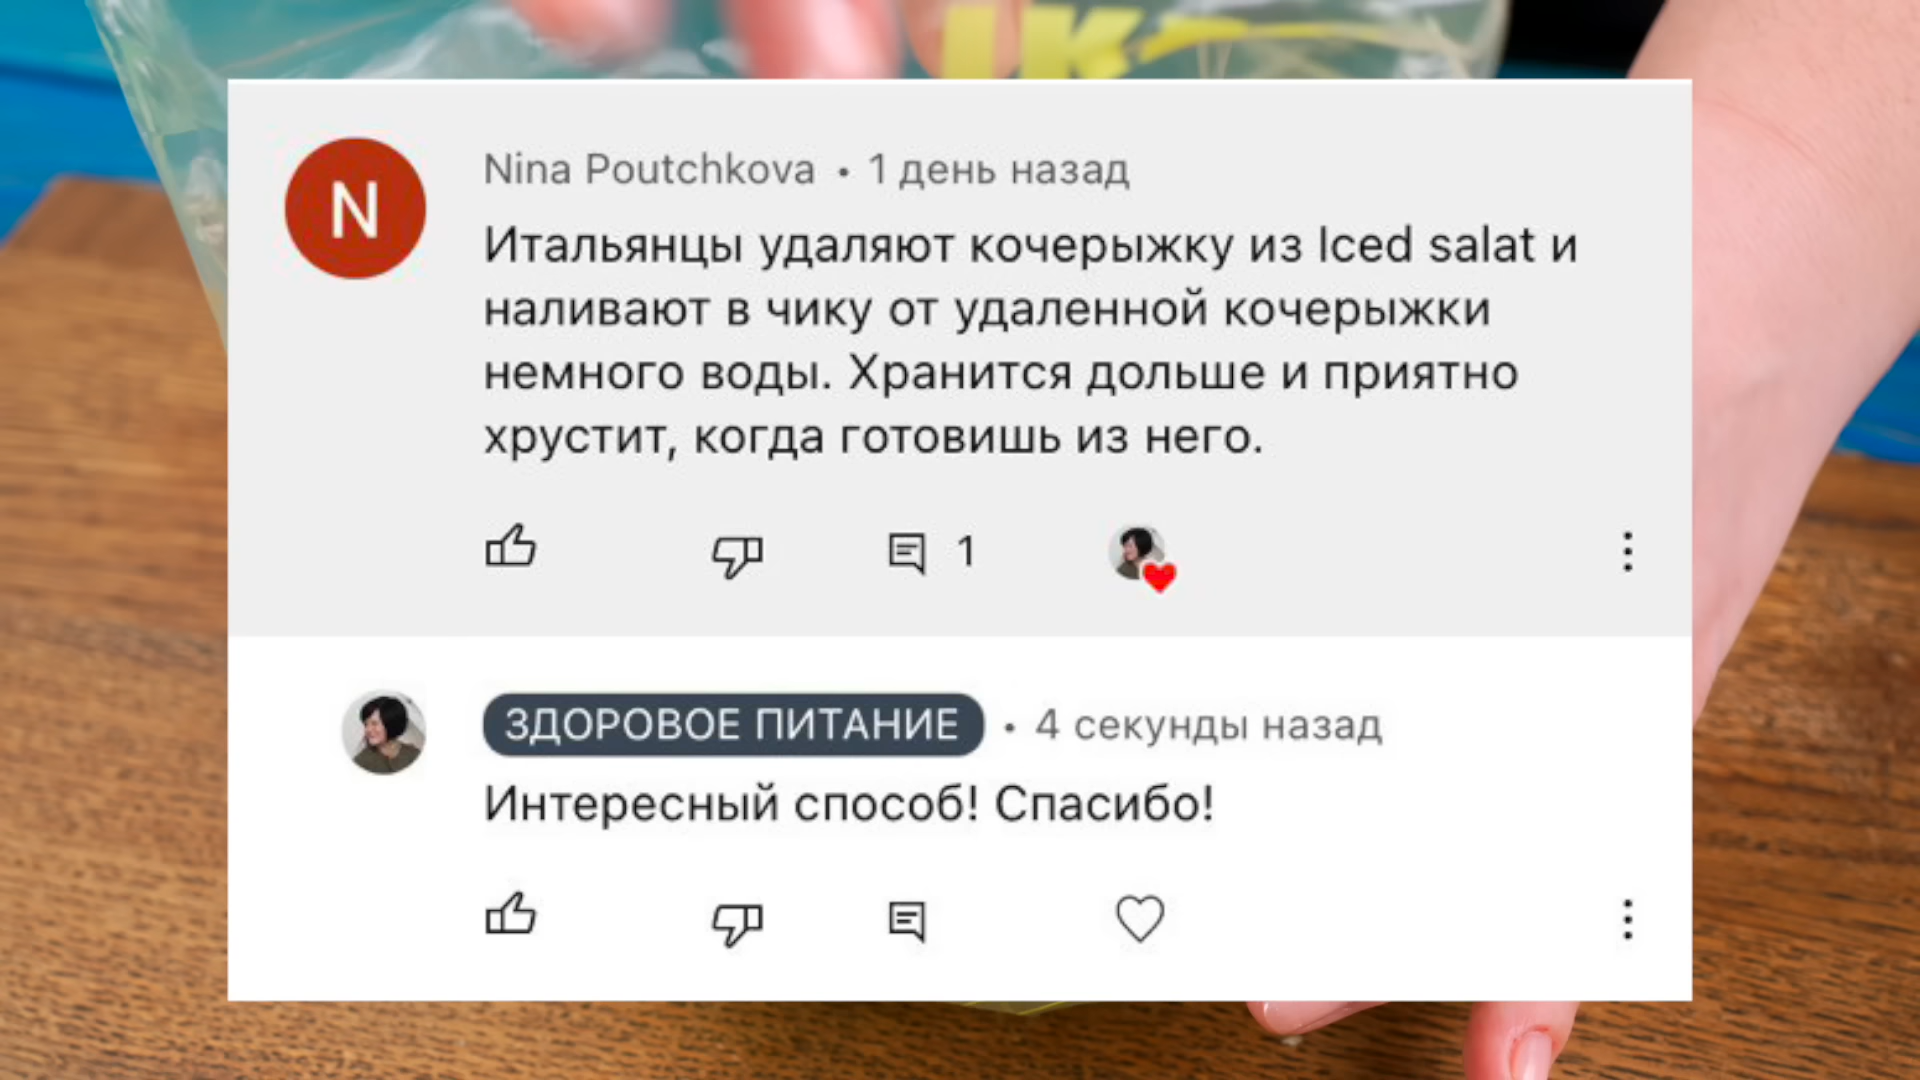 IK
N
Nina Poutchkova • 1 день назад
Итальянцы удаляют кочерыжку из Iced salat и
наливают в чику от удаленной кочерыжки
немного воды. Хранится дольше и приятно
хрустит, когда готовишь из него.
1
ЗДОРОВОЕ ПИТАНИЕ • 4 секунды назад
Интересный способ! Спасибо!